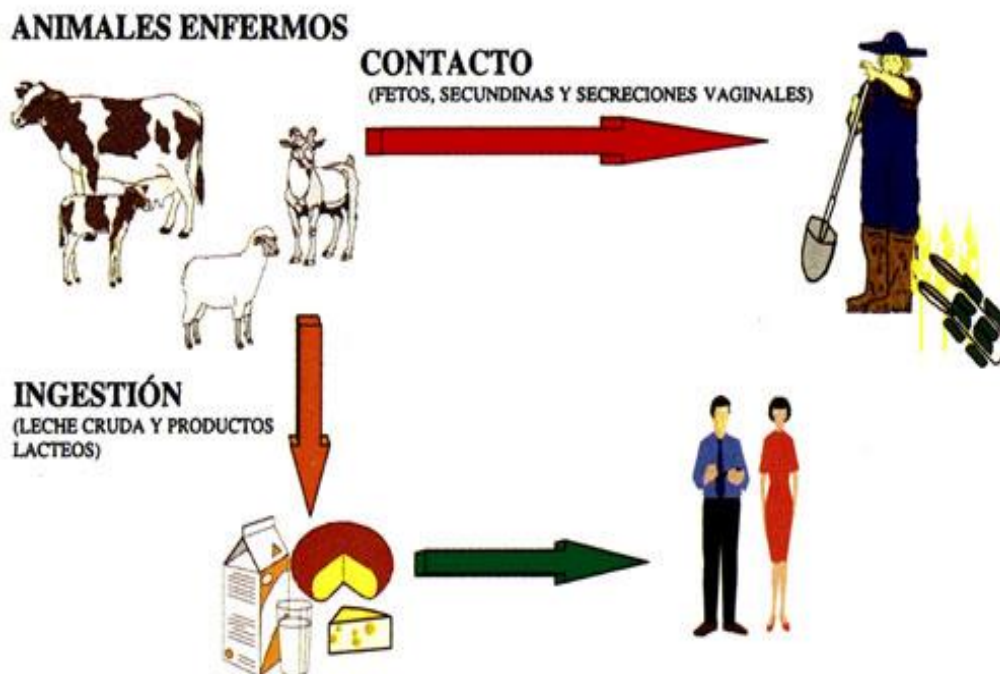 ANIMALES ENFERMOS
CONTACTO
(FETOS, SECUNDINAS Y SECRECIONES VAGINALES)
INGESTIÓN
(LECHE CRUDA Y PRODUCTOS
LACTEOS)